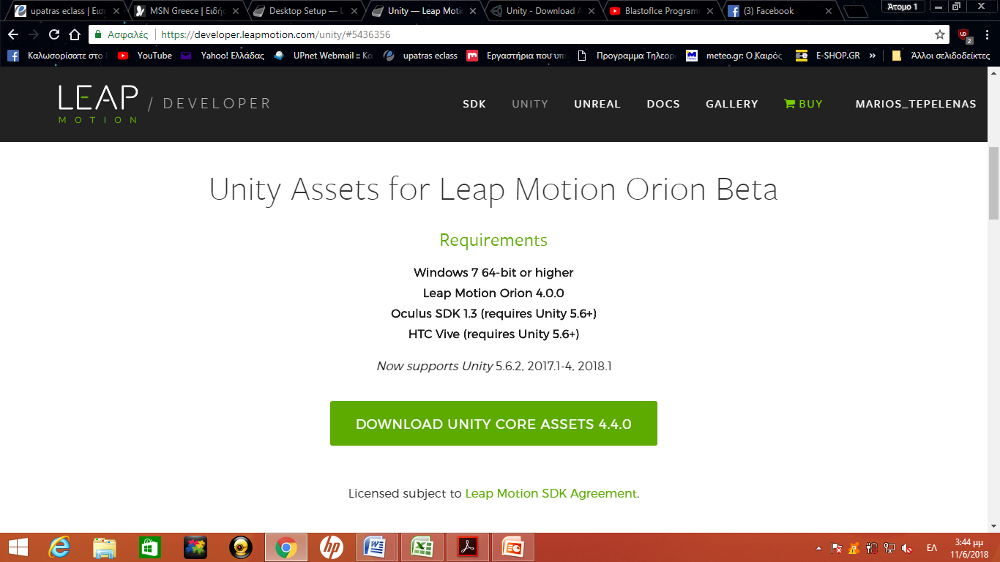 upatras eclass | Εισ
MSN Greece | Ειδήσ
Desktop Setup — L
Unity — Leap Motio
Unity - Download A
BlastofIce Programm
(3) Facebook
Άτομο 1
Ασφαλές
https://developer.leapmotion.com/unity/#5436356
2
Καλωσορίσατε στο
YouTube
Yahoo! Ελλάδας
UPnet Webmail :: Κα
upatras eclass
Εργαστήρια που υπο
Προγραμμα Τηλεορ
meteo.gr: Ο Καιρός
E-SHOP.GR
»
Άλλοι σελιδοδείκτες
LEAP MOTION / DEVELOPER
SDK
UNITY
UNREAL
DOCS
GALLERY
BUY
MARIOS_TEPELENAS
Unity Assets for Leap Motion Orion Beta
Requirements
Windows 7 64-bit or higher
Leap Motion Orion 4.0.0
Oculus SDK 1.3 (requires Unity 5.6+)
HTC Vive (requires Unity 5.6+)
Now supports Unity 5.6.2, 2017.1-4, 2018.1
DOWNLOAD UNITY CORE ASSETS 4.4.0
Licensed subject to Leap Motion SDK Agreement.
hp
ΕΛ
3:44 μμ
11/6/2018